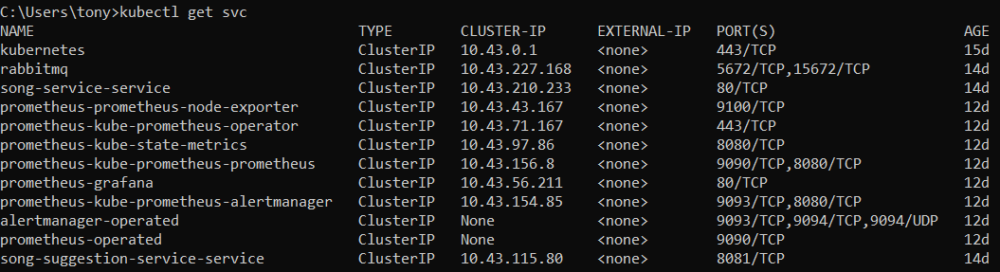 C:\Users\tony>kubectl get svc
NAME TYPE CLUSTER-IP EXTERNAL-IP PORT(S) AGE
kubernetes ClusterIP 10.43.0.1 <none> 443/TCP 15d
rabbitmq ClusterIP 10.43.227.168 <none> 5672/TCP,15672/TCP 14d
song-service-service ClusterIP 10.43.210.233 <none> 80/TCP 14d
prometheus-prometheus-node-exporter ClusterIP 10.43.43.167 <none> 9100/TCP 12d
prometheus-kube-prometheus-operator ClusterIP 10.43.71.167 <none> 443/TCP 12d
prometheus-kube-state-metrics ClusterIP 10.43.97.86 <none> 8080/TCP 12d
prometheus-kube-prometheus-prometheus ClusterIP 10.43.156.8 <none> 9090/TCP,8080/TCP 12d
prometheus-grafana ClusterIP 10.43.56.211 <none> 80/TCP 12d
prometheus-kube-prometheus-alertmanager ClusterIP 10.43.154.85 <none> 9093/TCP,8080/TCP 12d
alertmanager-operated ClusterIP None <none> 9093/TCP,9094/TCP,9094/UDP 12d
prometheus-operated ClusterIP None <none> 9090/TCP 12d
song-suggestion-service-service ClusterIP 10.43.115.80 <none> 8081/TCP 14d